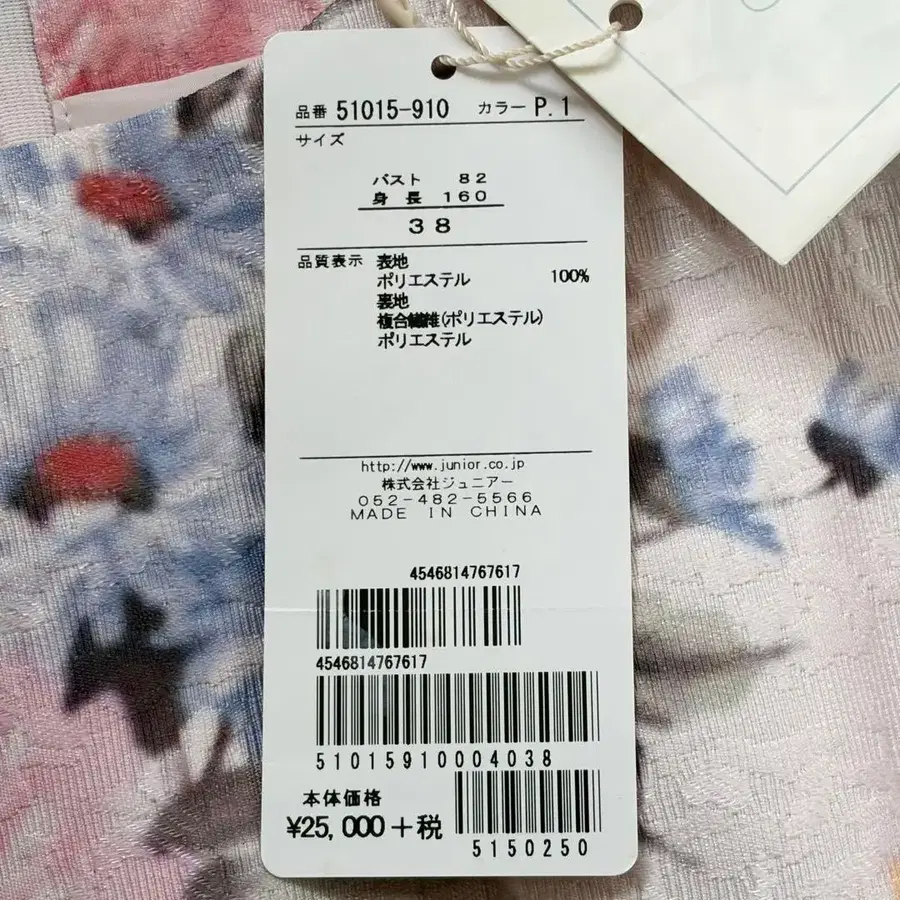 品番 51015-910 カラー P.1
サイズ
バスト 82
身長 160
38
品質表示 表地
ポリエステル 100%
裏地
複合繊維(ポリエステル)
ポリエステル
http://www.junior.co.jp
株式会社ジュニアー
052-482-5566
MADE IN CHINA
4546814767617
4546814767617
51015910004038
本体価格
¥25,000+税
5150250